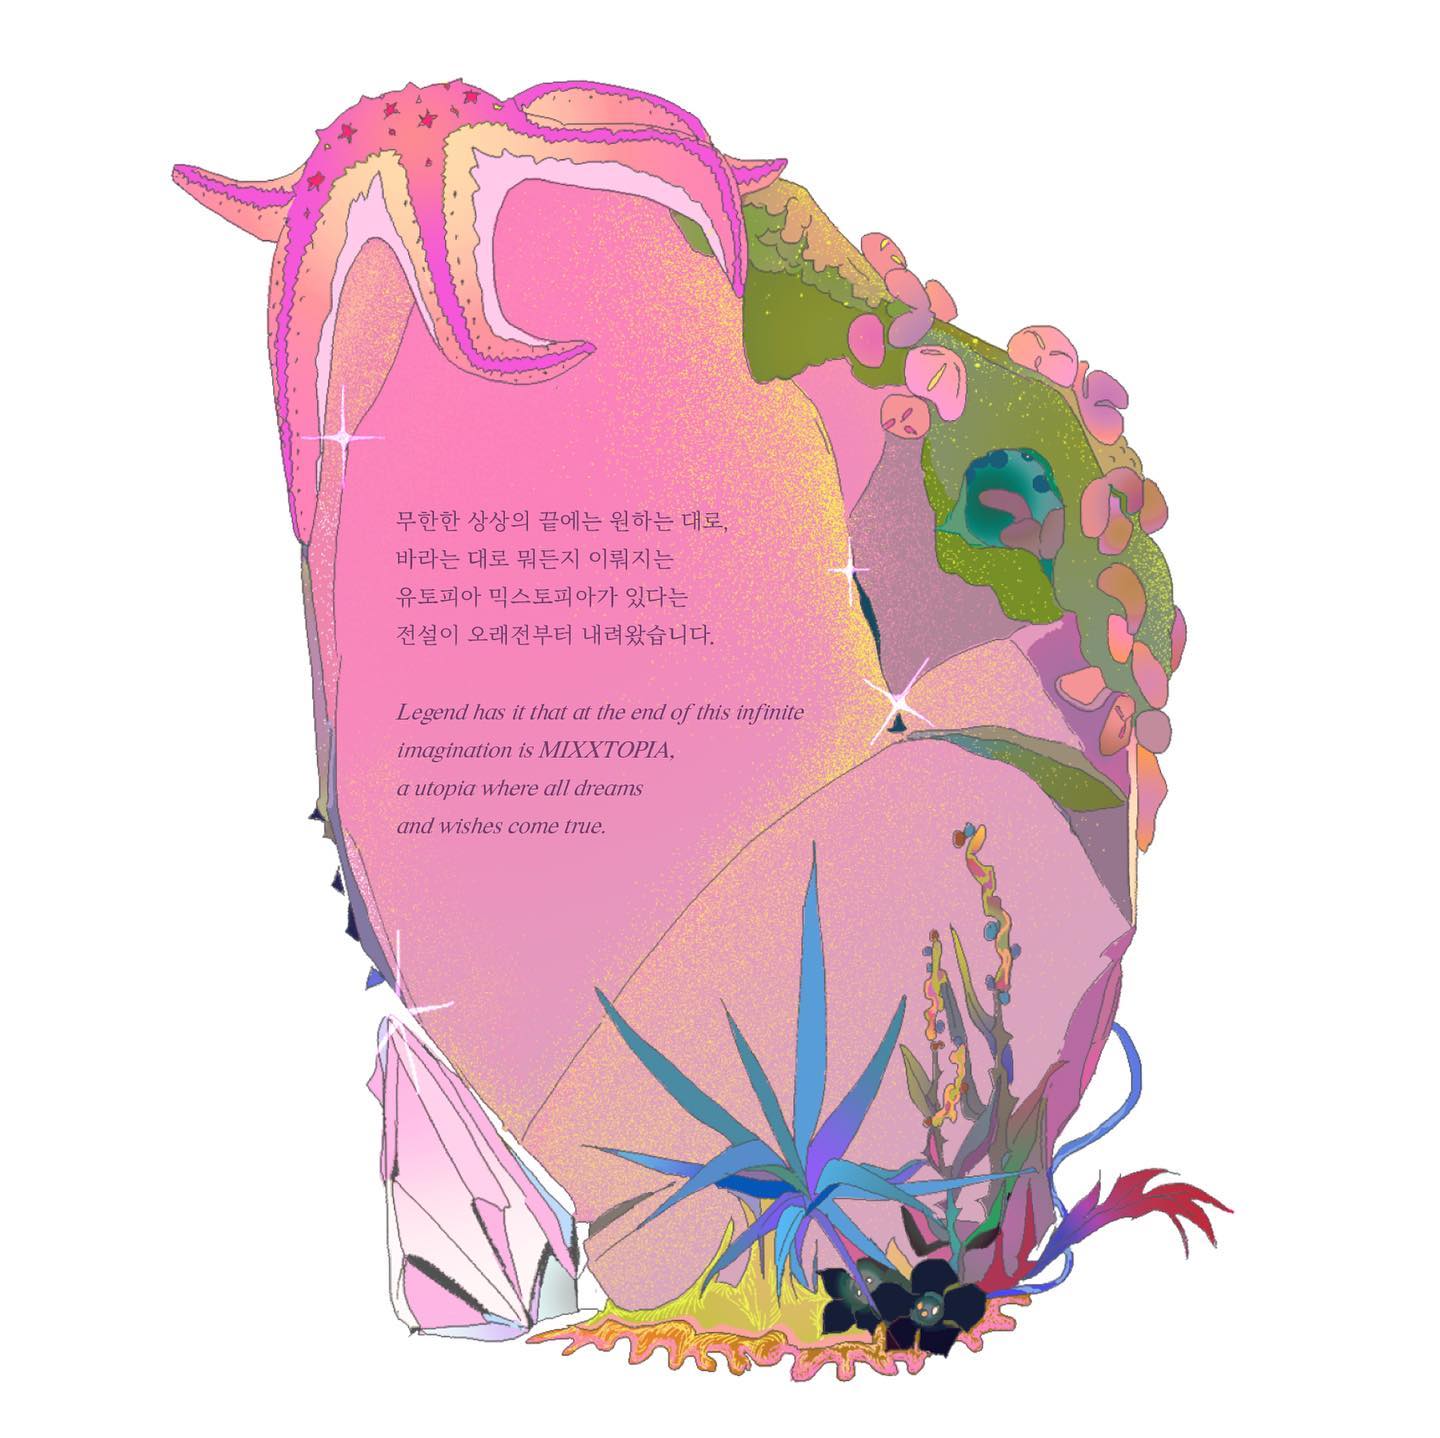 무한한 상상의 끝에는 원하는 대로,
바라는 대로 뭐든지 이뤄지는
유토피아 믹스토피아가 있다는
전설이 오래전부터 내려왔습니다.
Legend has it that at the end of this infinite
imagination is MIXXTOPIA,
a utopia where all dreams
and wishes come true.